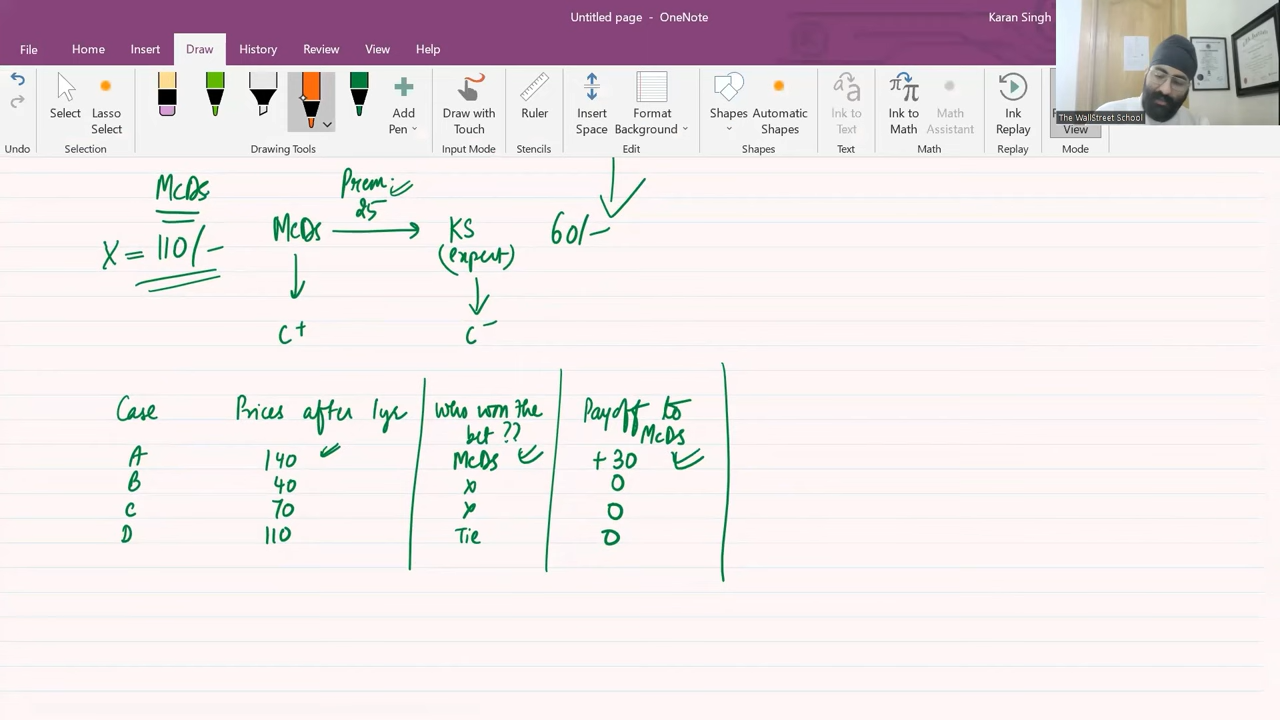 Untitled page - OneNote
Karan Singh
File Home Insert Draw History Review View Help
Select
Lasso Select
Add Pen
Draw with Touch
Ruler
Insert Space
Format Background
Shapes
Automatic Shapes
Ink to Text
Ink to Math
Math Assistant
Ink Replay
View
The WallStreet School
Undo Selection Drawing Tools Input Mode Stencils Edit Shapes Text Math Replay Mode
McDs
X = 110/-
Prem.
25
McDs
KS
(expert)
60/-
C+
C-
Case Prices after 1yr Who won the bet ?? Payoff to McDs
A 140 McDs +30
B 40 x 0
C 70 x 0
D 110 Tie 0